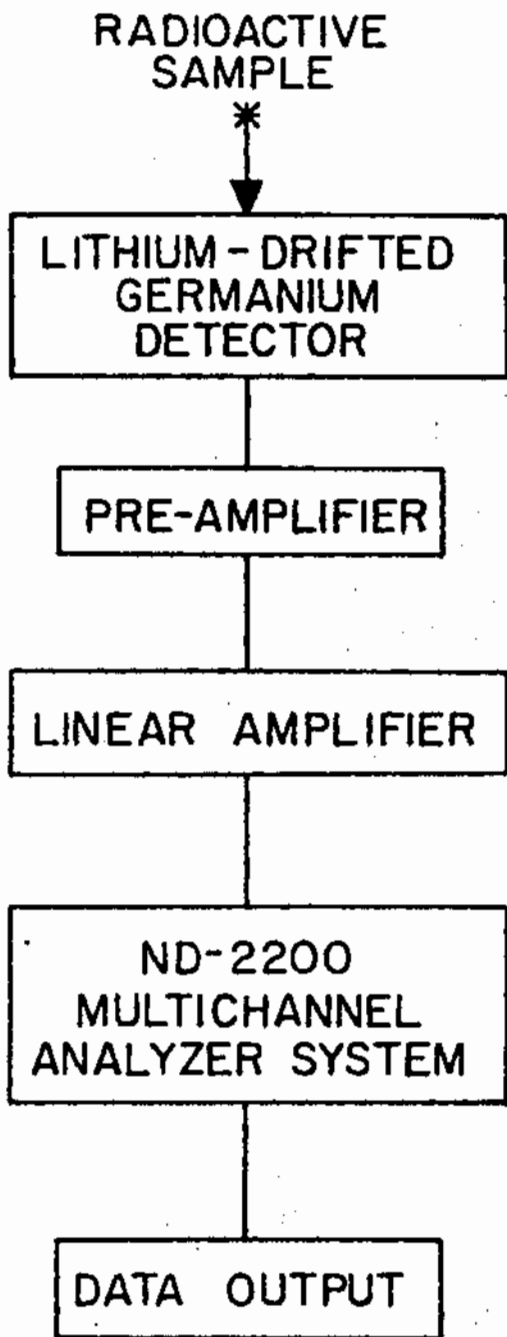 RADIOACTIVE
SAMPLE
LITHIUM-DRIFTED
GERMANIUM
DETECTOR
PRE-AMPLIFIER
LINEAR AMPLIFIER
ND-2200
MULTICHANNEL
ANALYZER SYSTEM
DATA OUTPUT